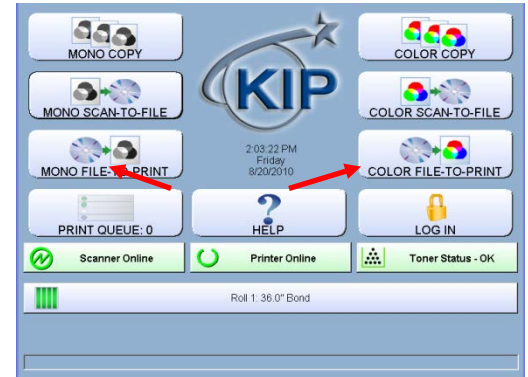 MONO COPY
KIP
COLOR COPY
MONO SCAN-TO-FILE
COLOR SCAN-TO-FILE
2:03:22 PM
Friday
8/20/2010
MONO FILE-TO-PRINT
COLOR FILE-TO-PRINT
PRINT QUEUE: 0
HELP
LOG IN
Scanner Online
Printer Online
Toner Status - OK
Roll 1: 36.0" Bond